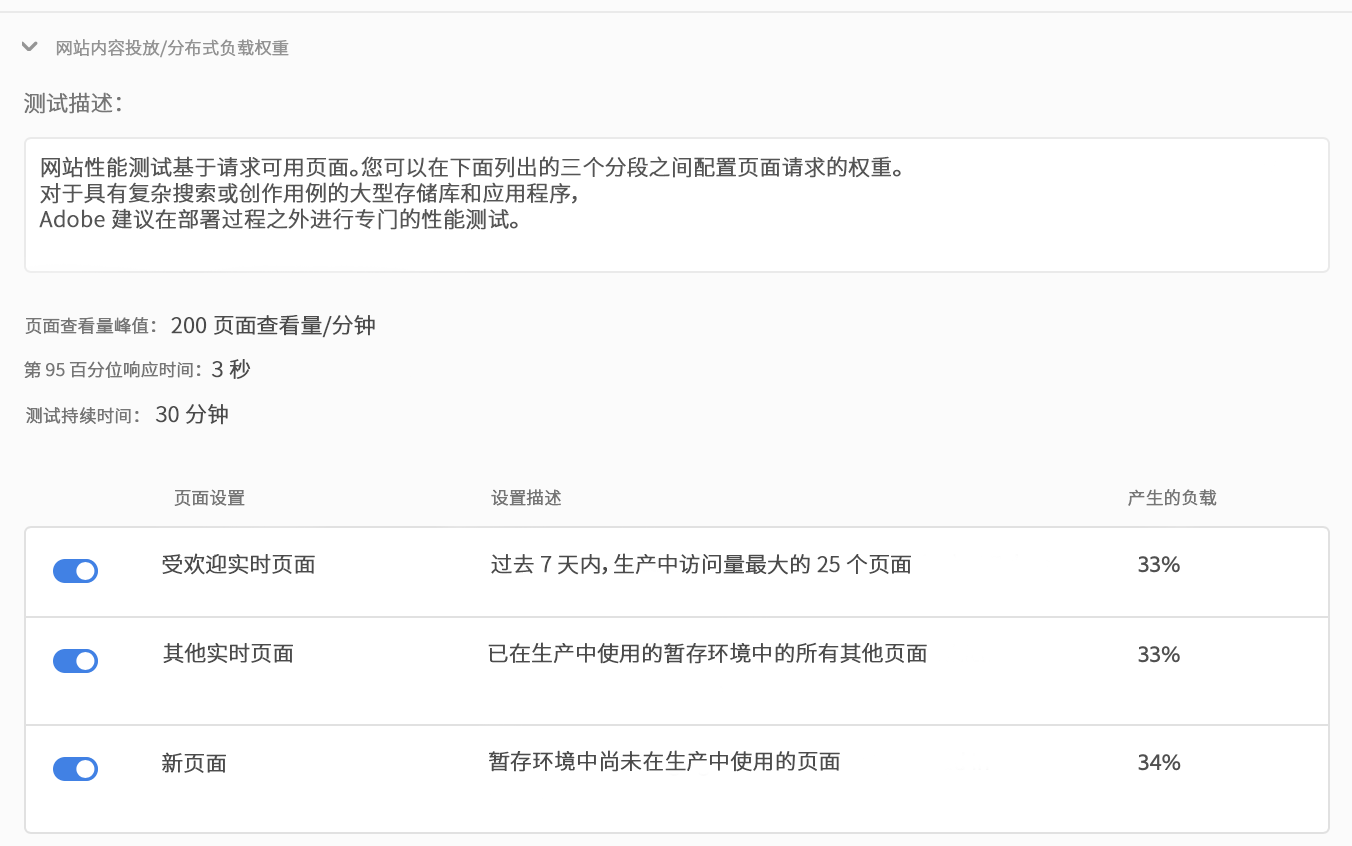 网站内容投放/分布式负载权重
测试描述：
网站性能测试基于请求可用页面。您可以在下面列出的三个分段之间配置页面请求的权重。
对于具有复杂搜索或创作用例的大型存储库和应用程序，
Adobe 建议在部署过程之外进行专门的性能测试。
页面查看量峰值： 200 页面查看量/分钟
第 95 百分位响应时间： 3 秒
测试持续时间： 30 分钟
页面设置 设置描述 产生的负载
受欢迎实时页面 过去 7 天内，生产中访问量最大的 25 个页面 33%
其他实时页面 已在生产中使用的暂存环境中的所有其他页面 33%
新页面 暂存环境中尚未在生产中使用的页面 34%